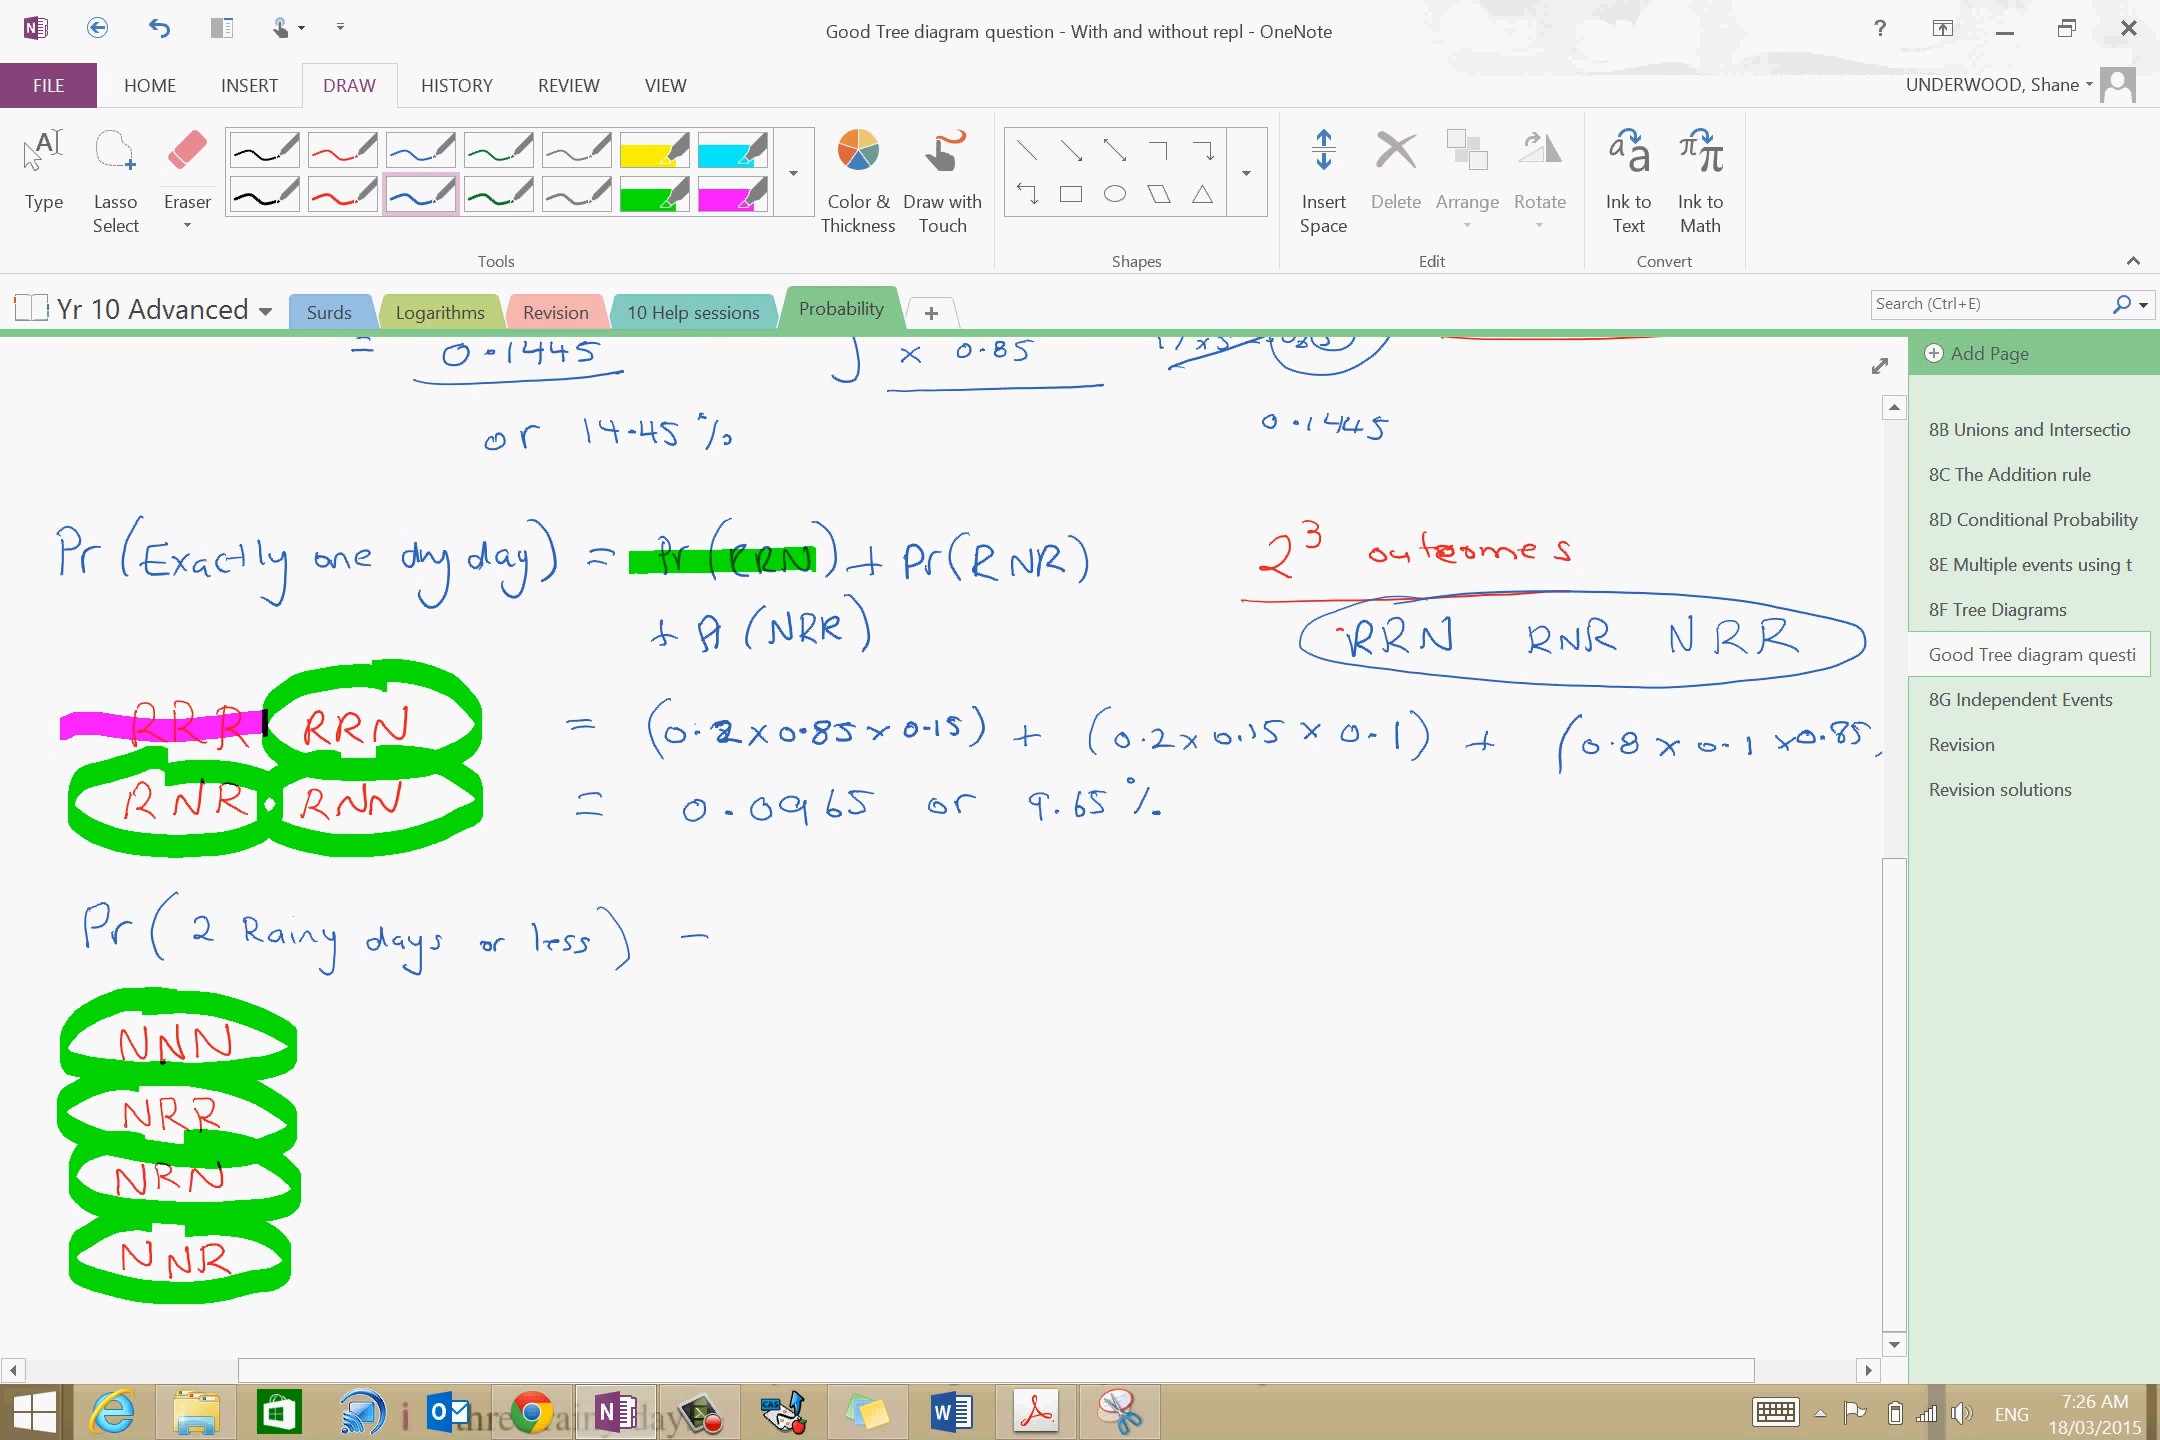 Good Tree diagram question - With and without repl - OneNote
?
FILE HOME INSERT DRAW HISTORY REVIEW VIEW
UNDERWOOD, Shane
Type
Lasso Select
Eraser
Color & Thickness
Draw with Touch
Insert Space
Delete
Arrange
Rotate
Ink to Text
Ink to Math
Tools
Shapes
Edit
Convert
Yr 10 Advanced
Surds
Logarithms
Revision
10 Help sessions
Probability
Search (Ctrl+E)
Add Page
8B Unions and Intersectio
8C The Addition rule
8D Conditional Probability
8E Multiple events using t
8F Tree Diagrams
Good Tree diagram questi
8G Independent Events
Revision
Revision solutions
= 0.1445 × 0.85
or 14.45 % 0.1445
Pr (Exactly one dry day) = Pr (RRN) + Pr (RNR) 2³ outcomes
+ Pr (NRR) RRN RNR NRR
RRR RRN = (0.2 x 0.85 x 0.15) + (0.2 x 0.15 x 0.1) + (0.8 x 0.1 x 0.85
RNR RNN = 0.0965 or 9.65 %
Pr ( 2 Rainy days or less) =
NNN
NRR
NRN
NNR
ENG
7:26 AM
18/03/2015